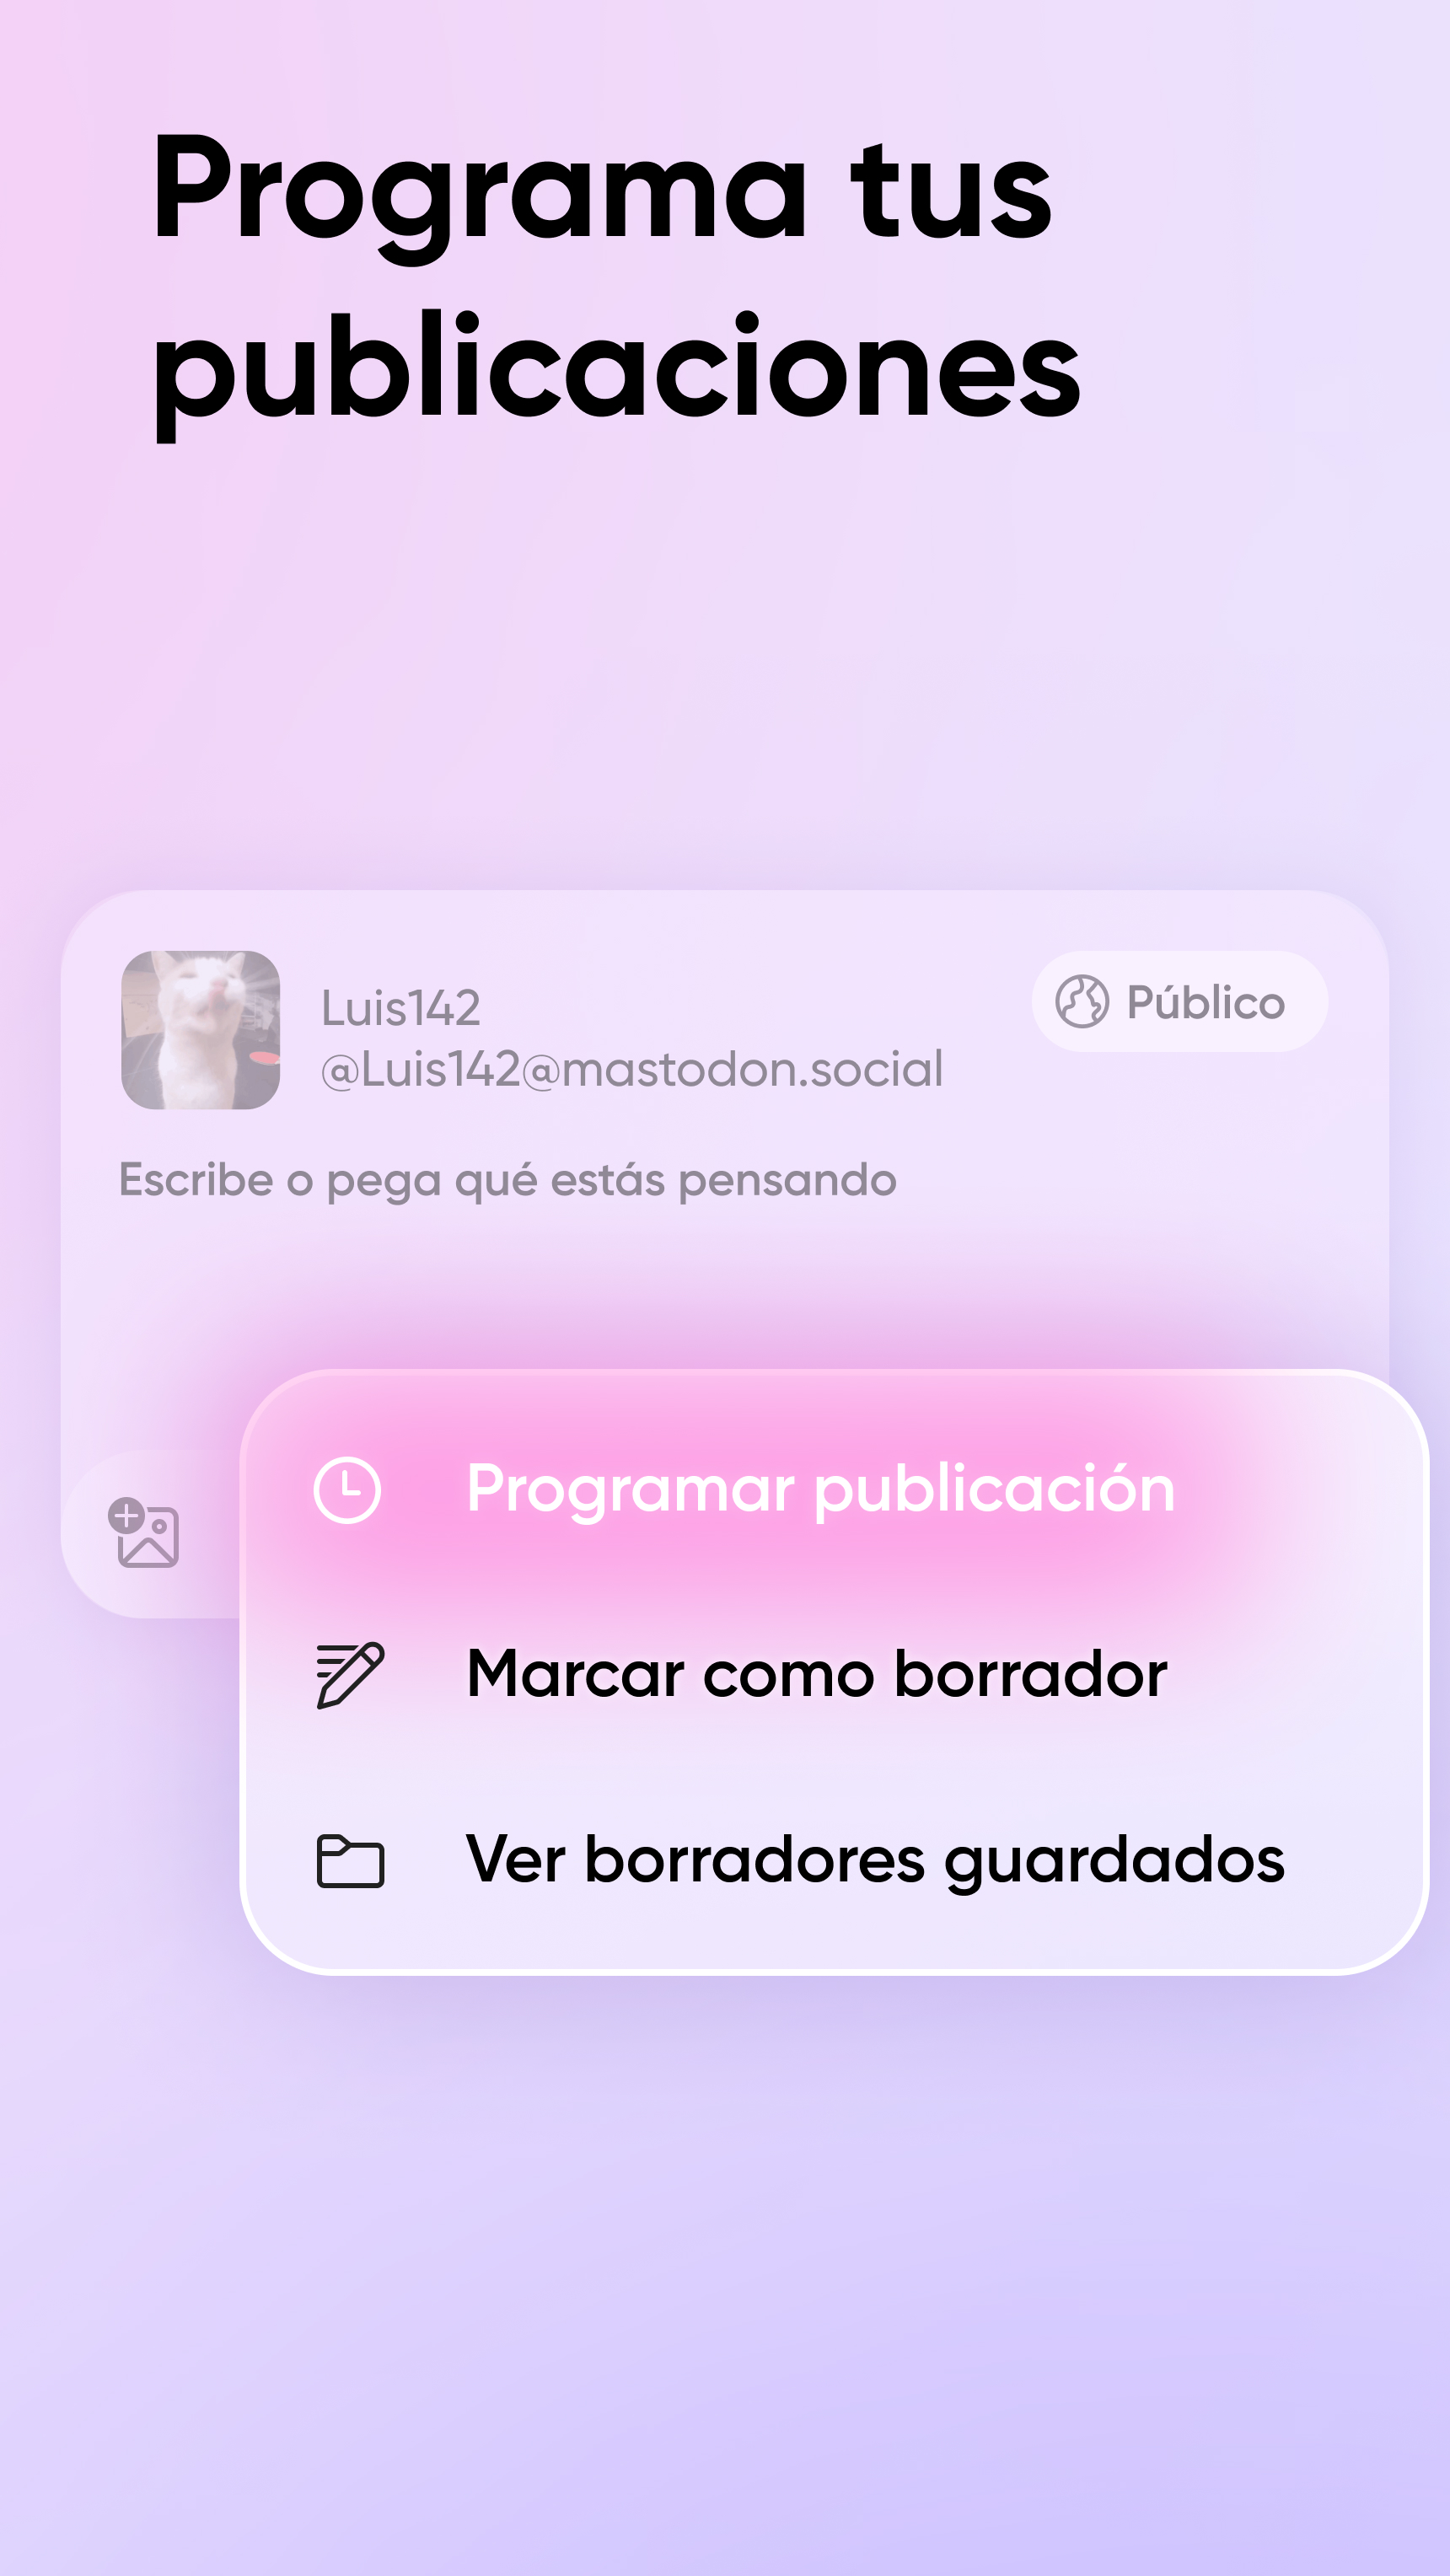 Programa tus
publicaciones
Luis142
@Luis142@mastodon.social
Público
Escribe o pega qué estás pensando
Programar publicación
Marcar como borrador
Ver borradores guardados